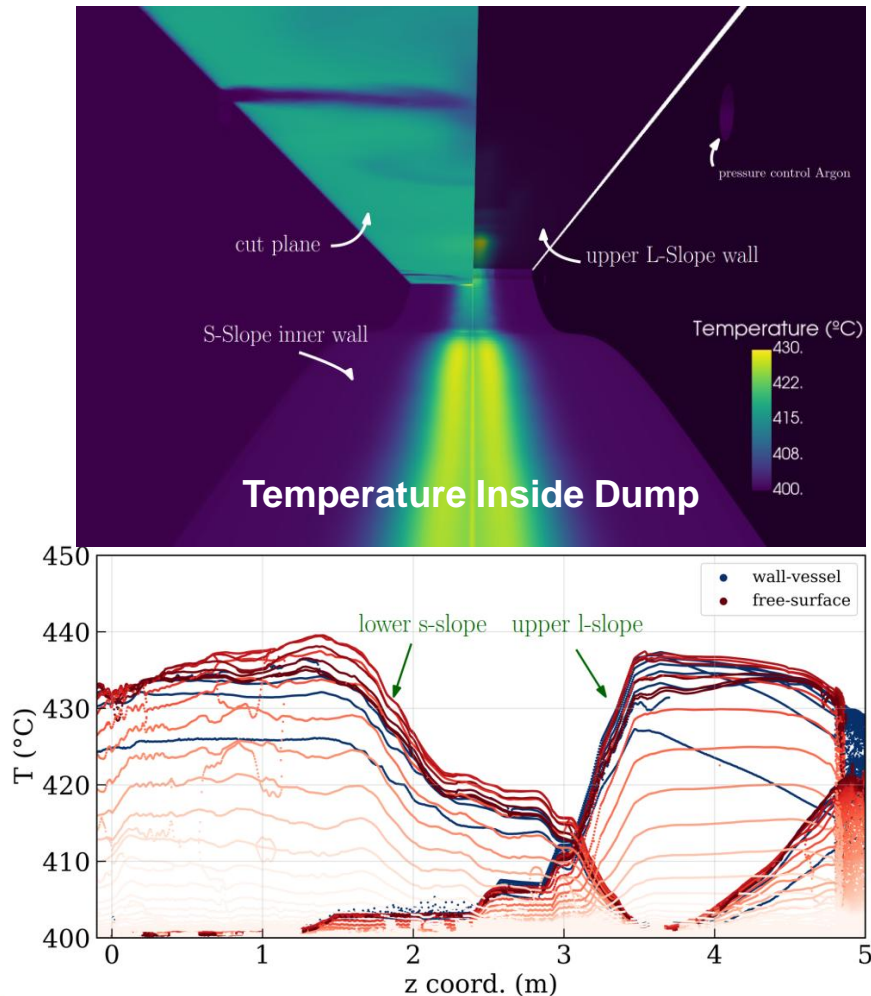 pressure control Argon
cut plane
upper L-Slope wall
S-Slope inner wall
Temperature (ºC)
430.
422.
415.
408.
400.
Temperature Inside Dump
450
440
430
420
410
400
T (°C)
wall-vessel
free-surface
lower s-slope
upper l-slope
0 1 2 3 4 5
z coord. (m)